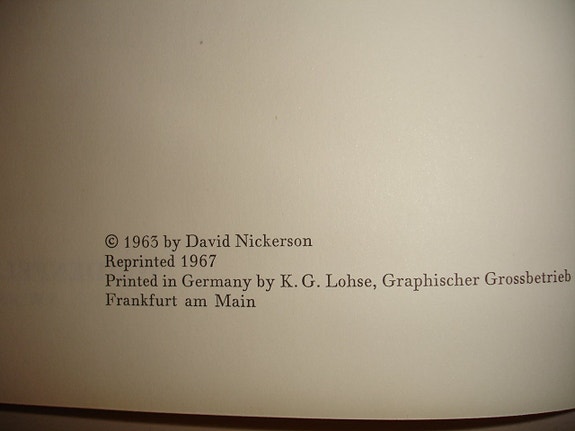 © 1963 by David Nickerson
Reprinted 1967
Printed in Germany by K. G. Lohse, Graphischer Grossbetrieb
Frankfurt am Main